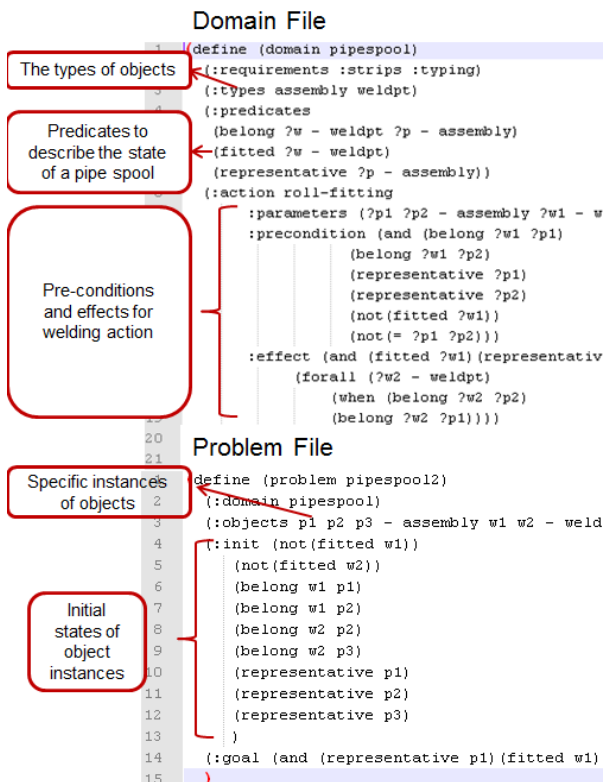 Domain File
1 (define (domain pipespool)
The types of objects
(:requirements :strips :typing)
3 (:types assembly weldpt)
(:predicates
Predicates to
describe the state
of a pipe spool
(belong ?w - weldpt ?p - assembly)
(fitted ?w - weldpt)
(representative ?p - assembly))
(:action roll-fitting
Pre-conditions
and effects for
welding action
:parameters (?p1 ?p2 - assembly ?w1 - w
:precondition (and (belong ?w1 ?p1)
(belong ?w1 ?p2)
(representative ?p1)
(representative ?p2)
(not(fitted ?w1))
(not(= ?p1 ?p2)))
:effect (and (fitted ?w1)(representativ
(forall (?w2 - weldpt)
(when (belong ?w2 ?p2)
(belong ?w2 ?p1))))
20
21
Problem File
Specific instances
of objects
define (problem pipespool2)
2 (:domain pipespool)
3 (:objects p1 p2 p3 - assembly w1 w2 - weld
4 (:init (not(fitted w1))
5 (not(fitted w2))
6 (belong w1 p1)
7 (belong w1 p2)
8 (belong w2 p2)
9 (belong w2 p3)
10 (representative p1)
11 (representative p2)
12 (representative p3)
13 )
Initial
states of
object
instances
14 (:goal (and (representative p1)(fitted w1)
15 )